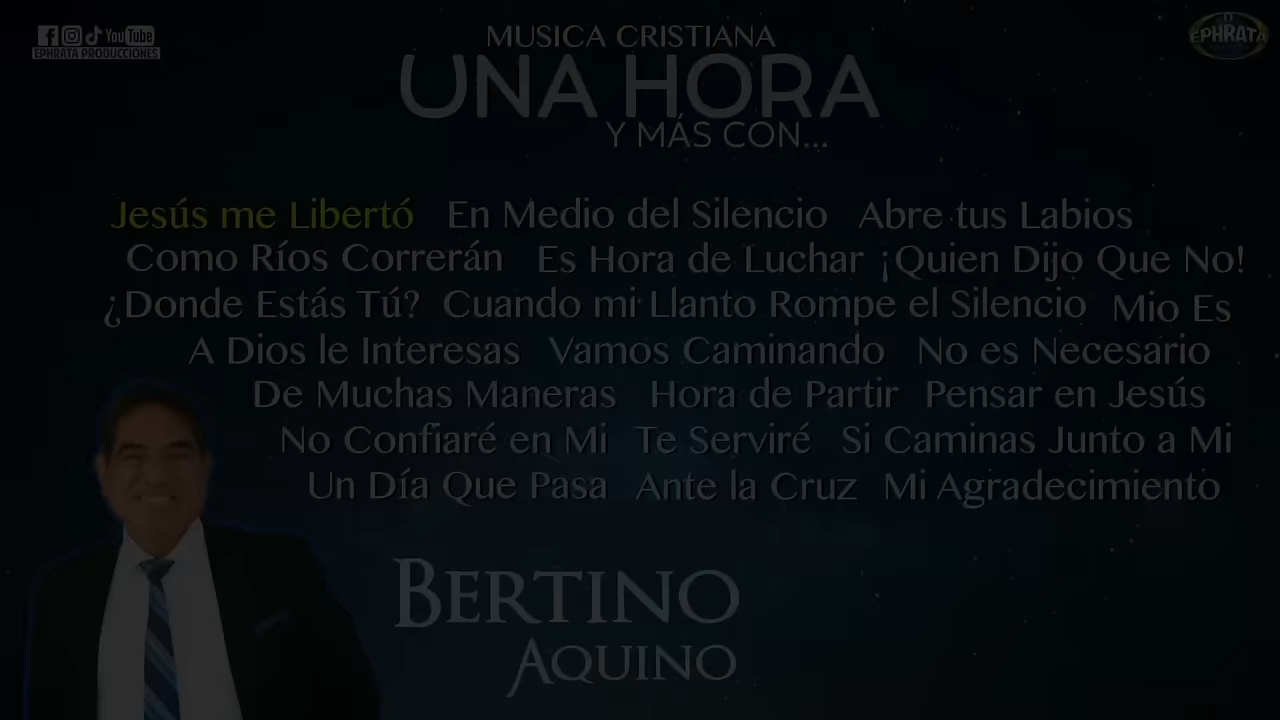 YouTube
EPHRATA PRODUCCIONES
EPHRATA
MUSICA CRISTIANA
UNA HORA
Y MÁS CON...
Jesús me Libertó En Medio del Silencio Abre tus Labios
Como Ríos Correrán Es Hora de Luchar ¡Quien Dijo Que No!
¿Donde Estás Tú? Cuando mi Llanto Rompe el Silencio Mio Es
A Dios le Interesas Vamos Caminando No es Necesario
De Muchas Maneras Hora de Partir Pensar en Jesús
No Confiaré en Mi Te Serviré Si Caminas Junto a Mi
Un Día Que Pasa Ante la Cruz Mi Agradecimiento
BERTINO
AQUINO